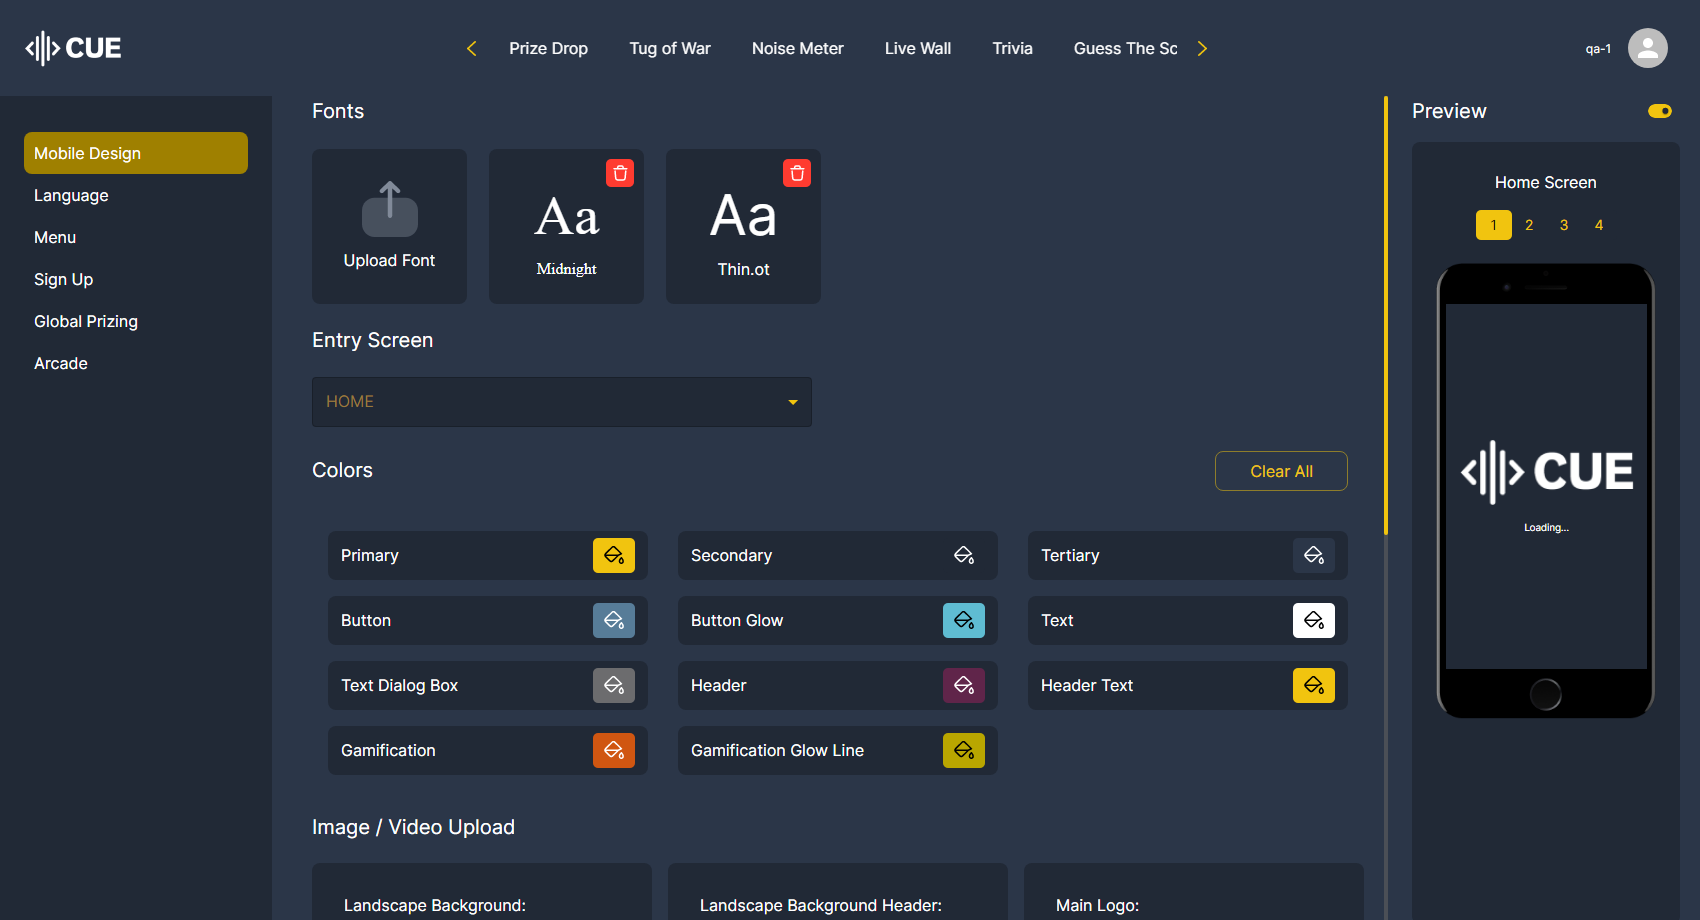 CUE
Prize Drop
Tug of War
Noise Meter
Live Wall
Trivia
Guess The Sc
qa-1
Mobile Design
Language
Menu
Sign Up
Global Prizing
Arcade
Fonts
Upload Font
Aa
Midnight
Aa
Thin.ot
Entry Screen
HOME
Colors
Clear All
Primary
Secondary
Tertiary
Button
Button Glow
Text
Text Dialog Box
Header
Header Text
Gamification
Gamification Glow Line
Image / Video Upload
Landscape Background:
Landscape Background Header:
Main Logo:
Preview
Home Screen
1 2 3 4
CUE
Loading...